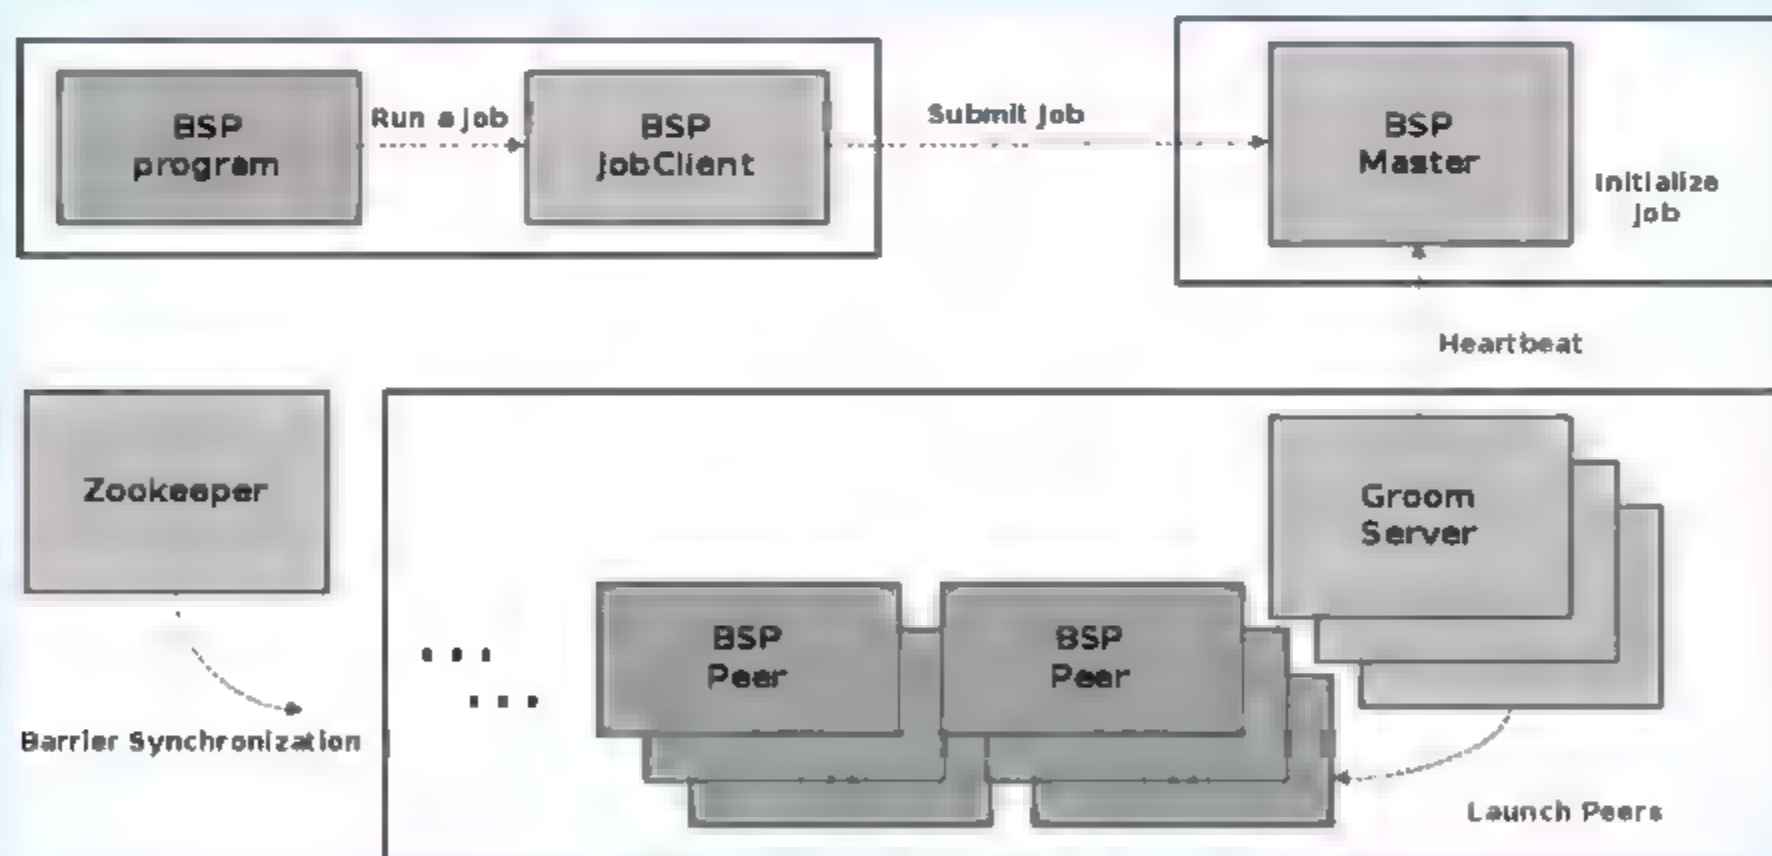 BSP
program
Run a Job
BSP
JobClient
Submit Job
BSP
Master
Initialize
Job
Heartbeat
Zookeeper
Groom
Server
BSP
Peer
BSP
Peer
Barrier Synchronization
Launch Peers